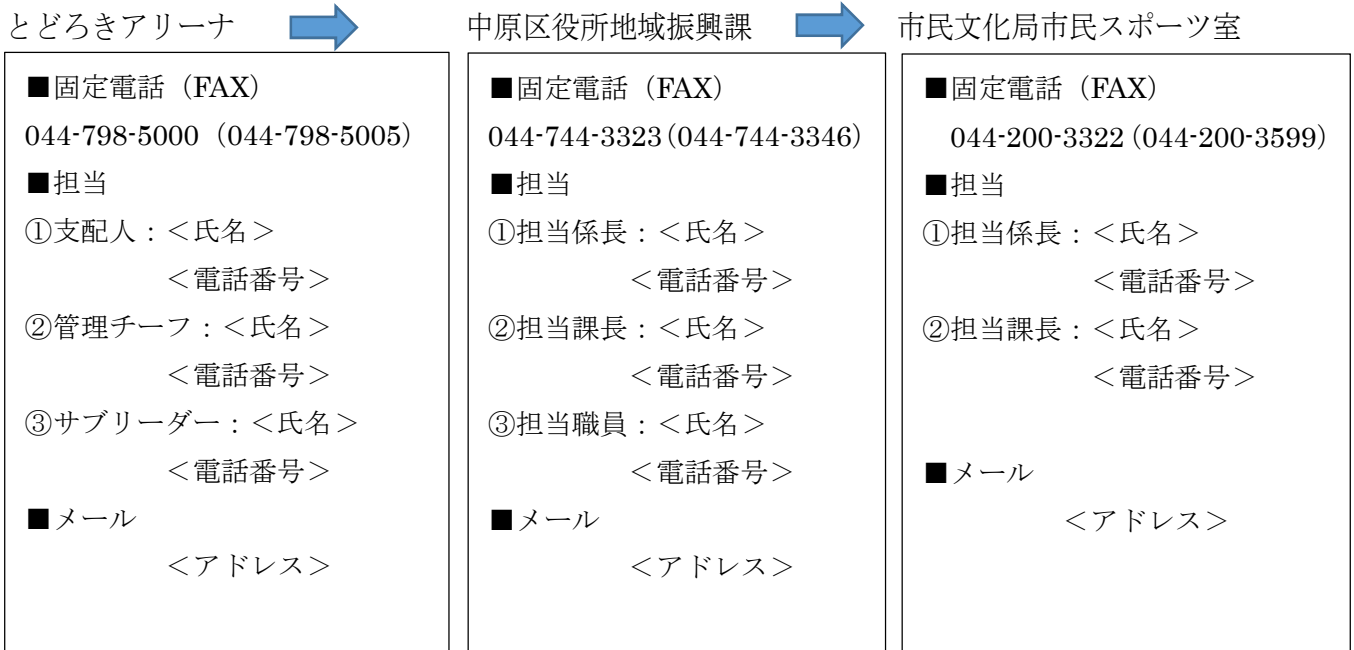 とどろきアリーナ
中原区役所地域振興課
市民文化局市民スポーツ室
■固定電話（FAX）
044-798-5000（044-798-5005）
■担当
①支配人：＜氏名＞
＜電話番号＞
②管理チーフ：＜氏名＞
＜電話番号＞
③サブリーダー：＜氏名＞
＜電話番号＞
■メール
＜アドレス＞
■固定電話（FAX）
044-744-3323（044-744-3346）
■担当
①担当係長：＜氏名＞
＜電話番号＞
②担当課長：＜氏名＞
＜電話番号＞
③担当職員：＜氏名＞
＜電話番号＞
■メール
＜アドレス＞
■固定電話（FAX）
044-200-3322（044-200-3599）
■担当
①担当係長：＜氏名＞
＜電話番号＞
②担当課長：＜氏名＞
＜電話番号＞
■メール
＜アドレス＞